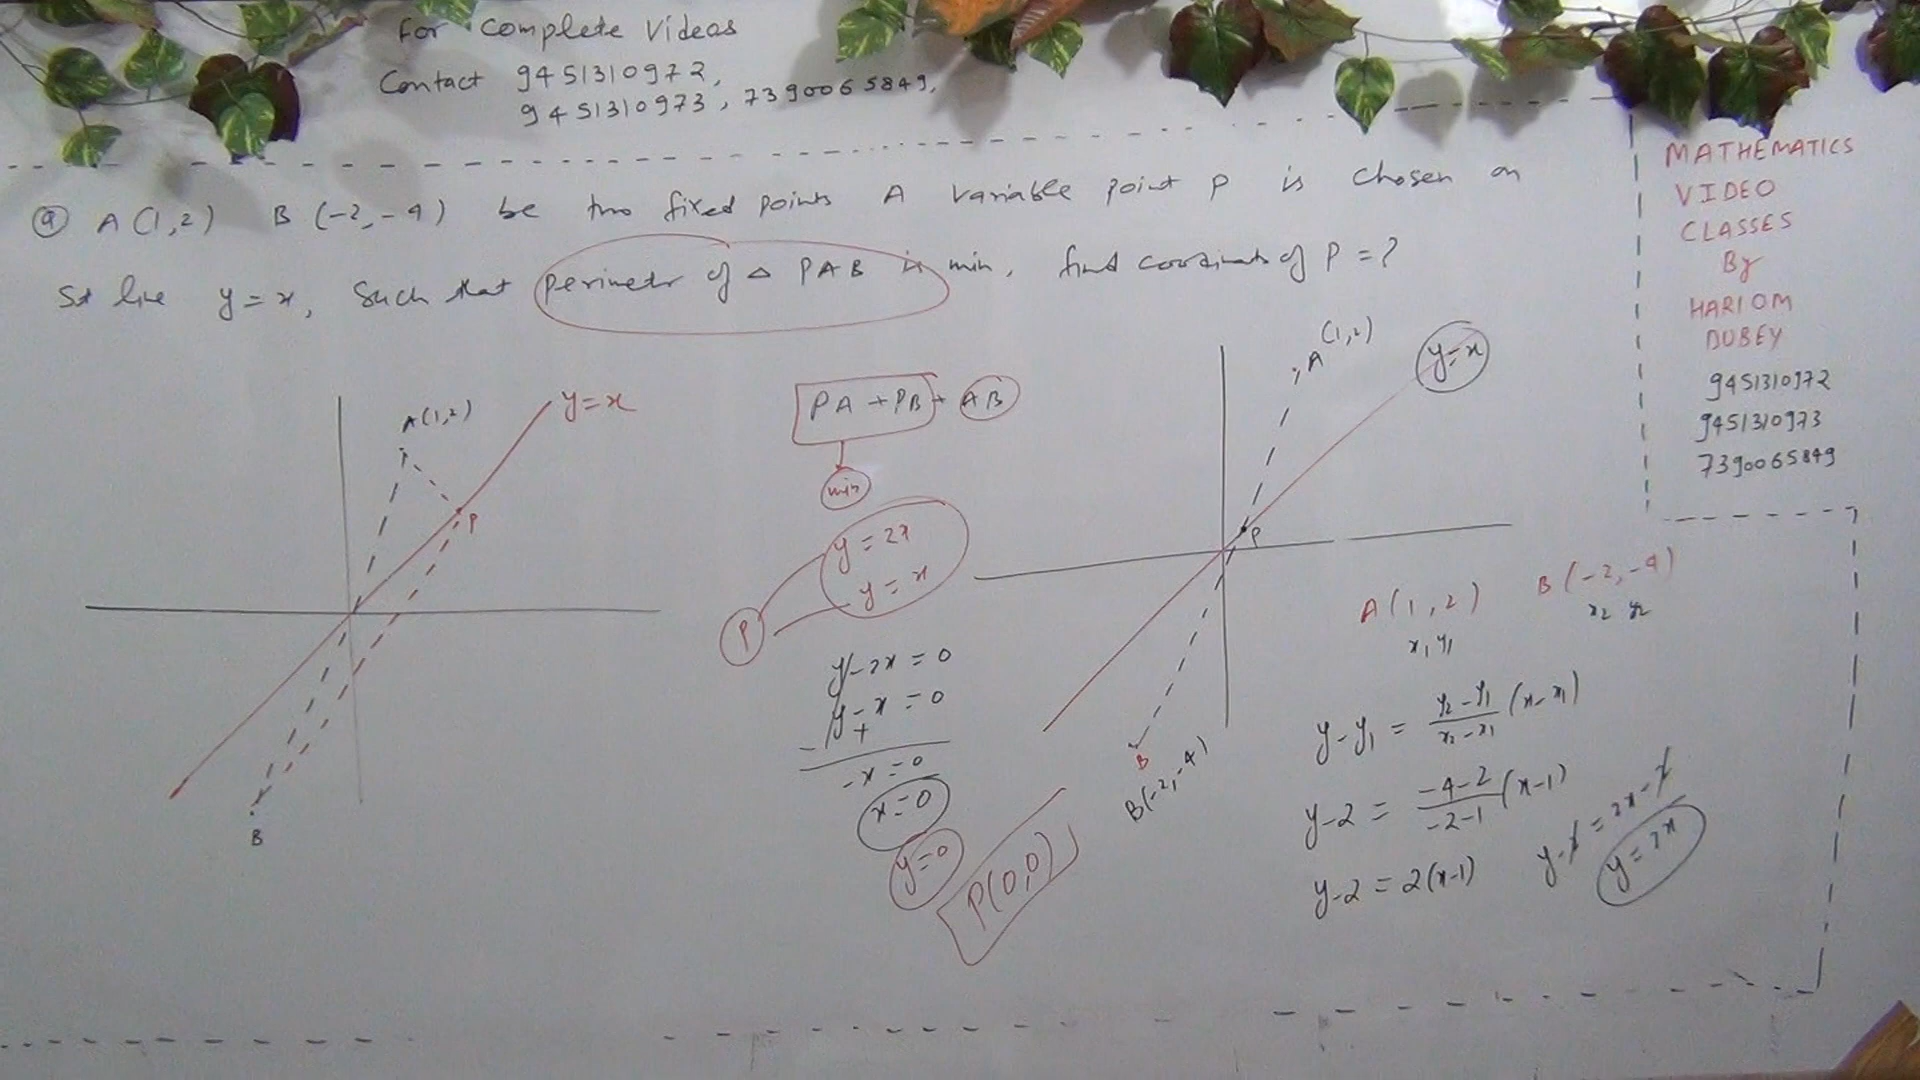 For Complete Videos
Contact 9451310972,
9451310973, 7390065849,
Q A(1,2) B(-2,-4) be two fixed points A variable point P is chosen on
St line y=x, Such that perimeter of △ PAB is min, find coordinate of P=?
A(1,2)
y=x
P
B
PA+PB+AB
min
y=2x
y=x
P
y-2x=0
y-x=0
- +
-x=0
x=0
y=0
P(0,0)
A(1,2)
y=x
P
B
B(-2,-4)
A(1,2) B(-2,-4)
x1 y1 x2 y2
y-y1 = y2-y1/x2-x1 (x-x1)
y-2 = -4-2/-2-1 (x-1)
y-2 = 2(x-1)
y-2 = 2x-2
y=2x
MATHEMATICS
VIDEO
CLASSES
By
HARIOM
DUBEY
9451310972
9451310973
7390065849